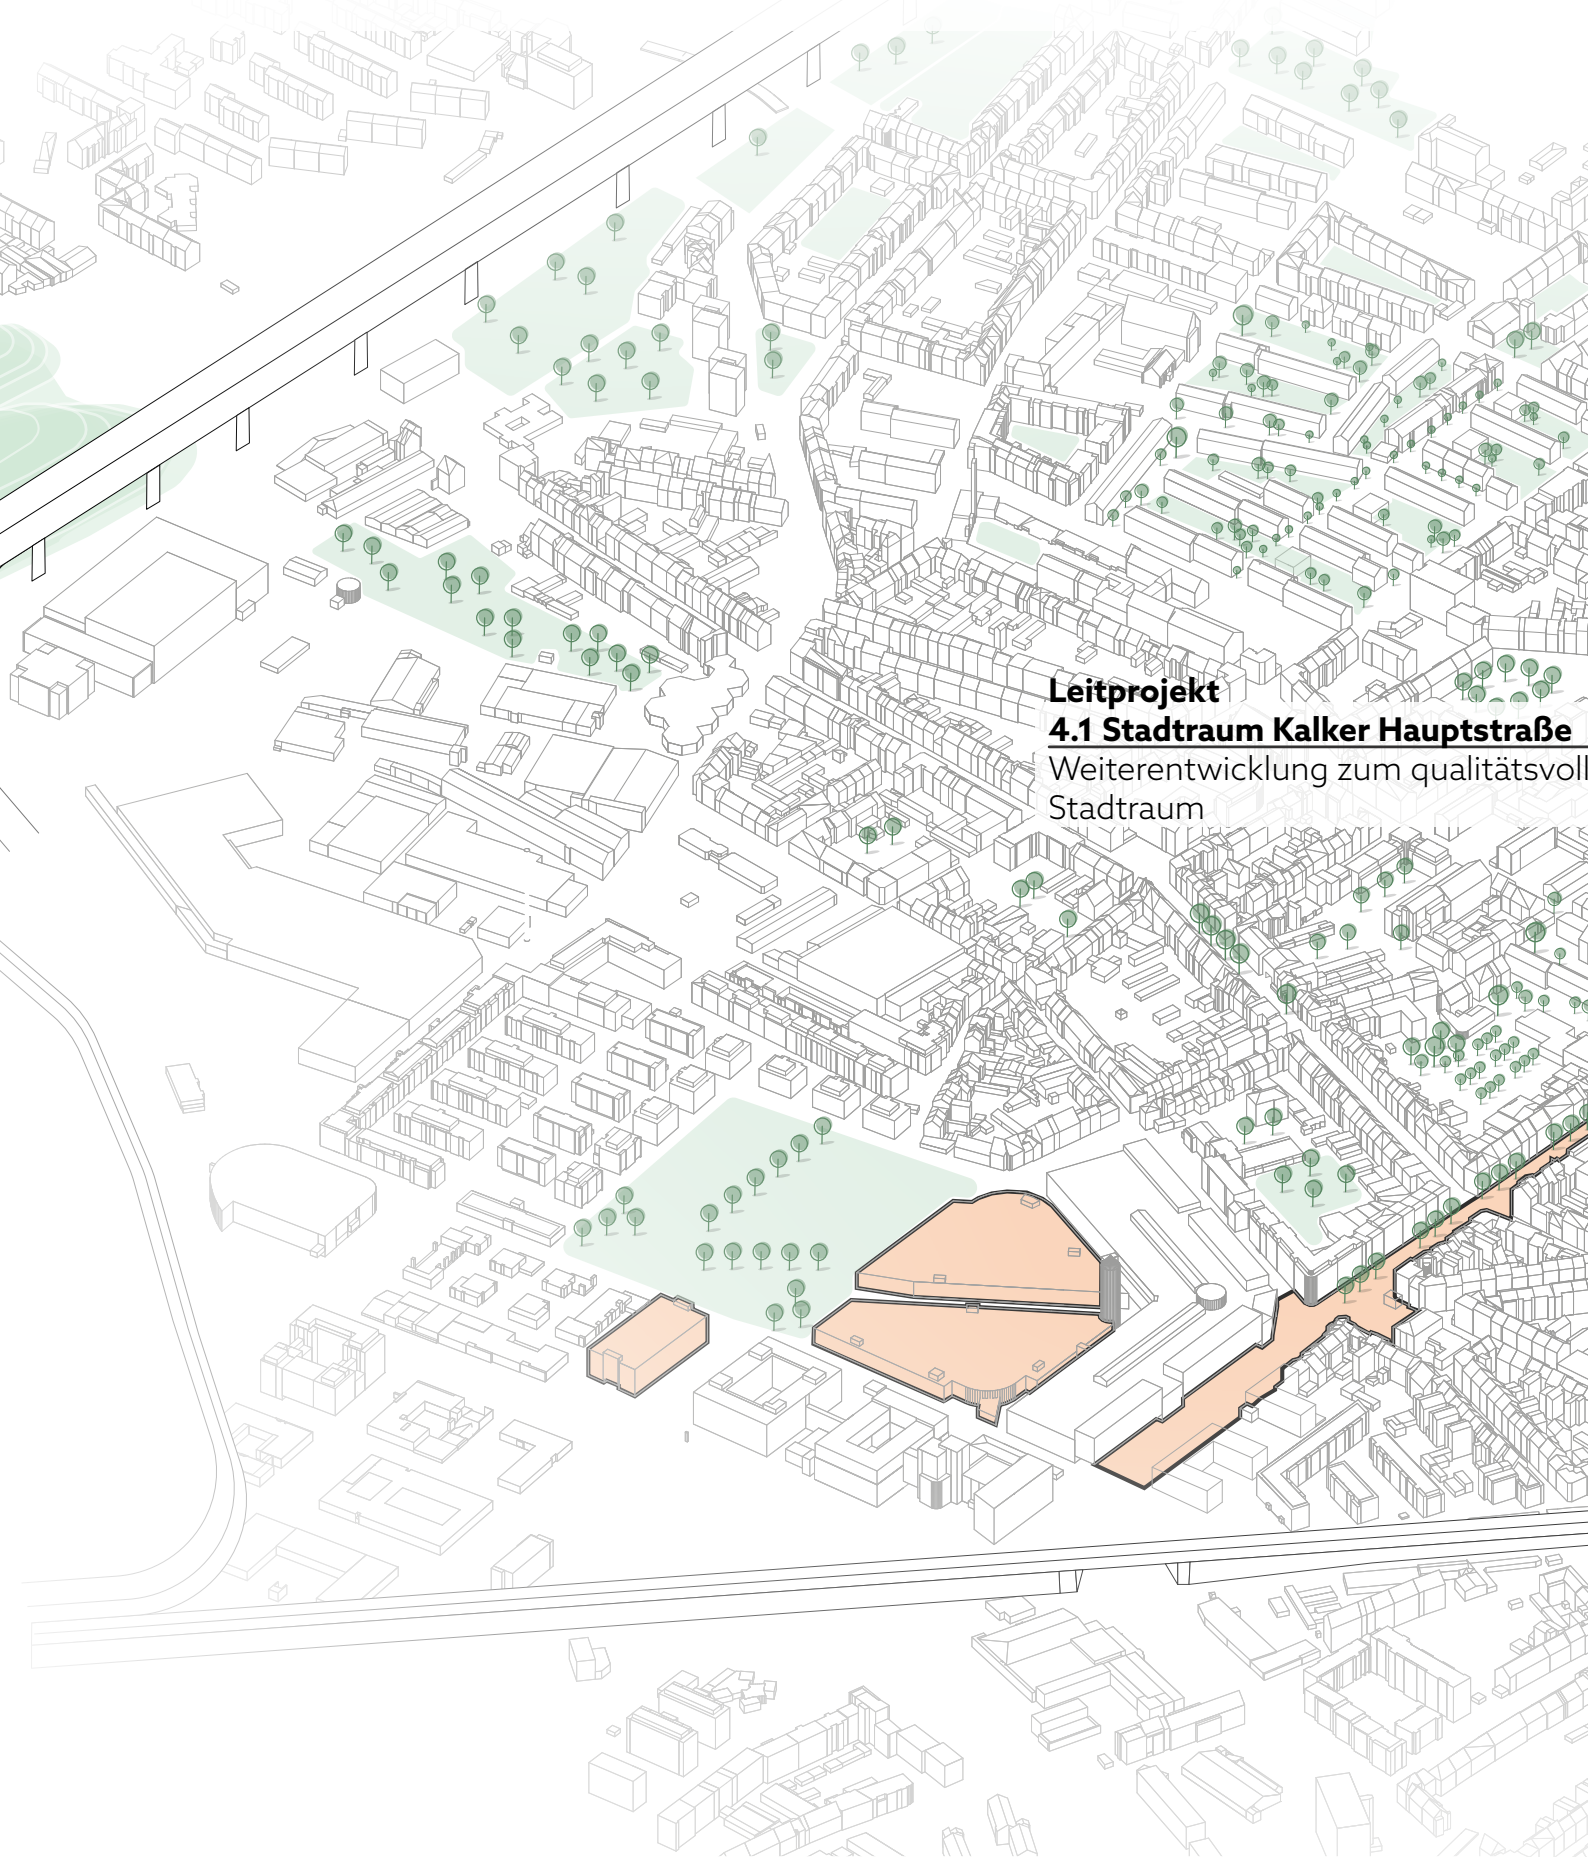 Leitprojekt
4.1 Stadtraum Kalker Hauptstraße
Weiterentwicklung zum qualitätsvoll
Stadtraum